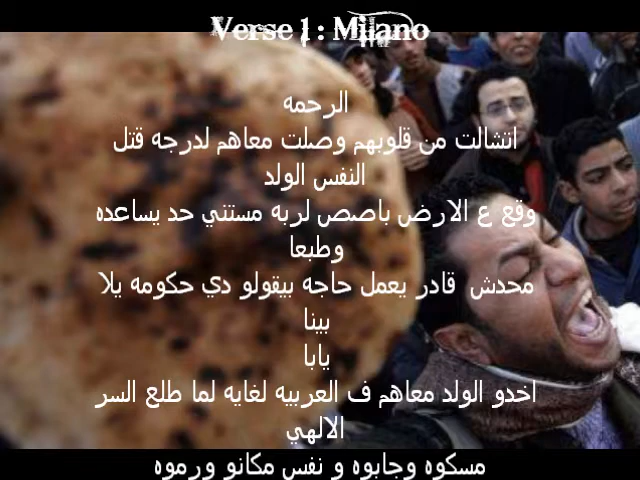 Verse 1 : Milano
الرحمه
اتشالت من قلوبهم وصلت معاهم لدرجه قتل
النفس الولد
وقع ع الارض باصص لربه مستني حد يساعده
وطبعا
محدش قادر يعمل حاجه بيقولو دي حكومه يلا
بينا
يابا
اخدو الولد معاهم ف العربيه لغايه لما طلع السر
الالهي
مسكوه وجابوه و نفس مكانو ورموه